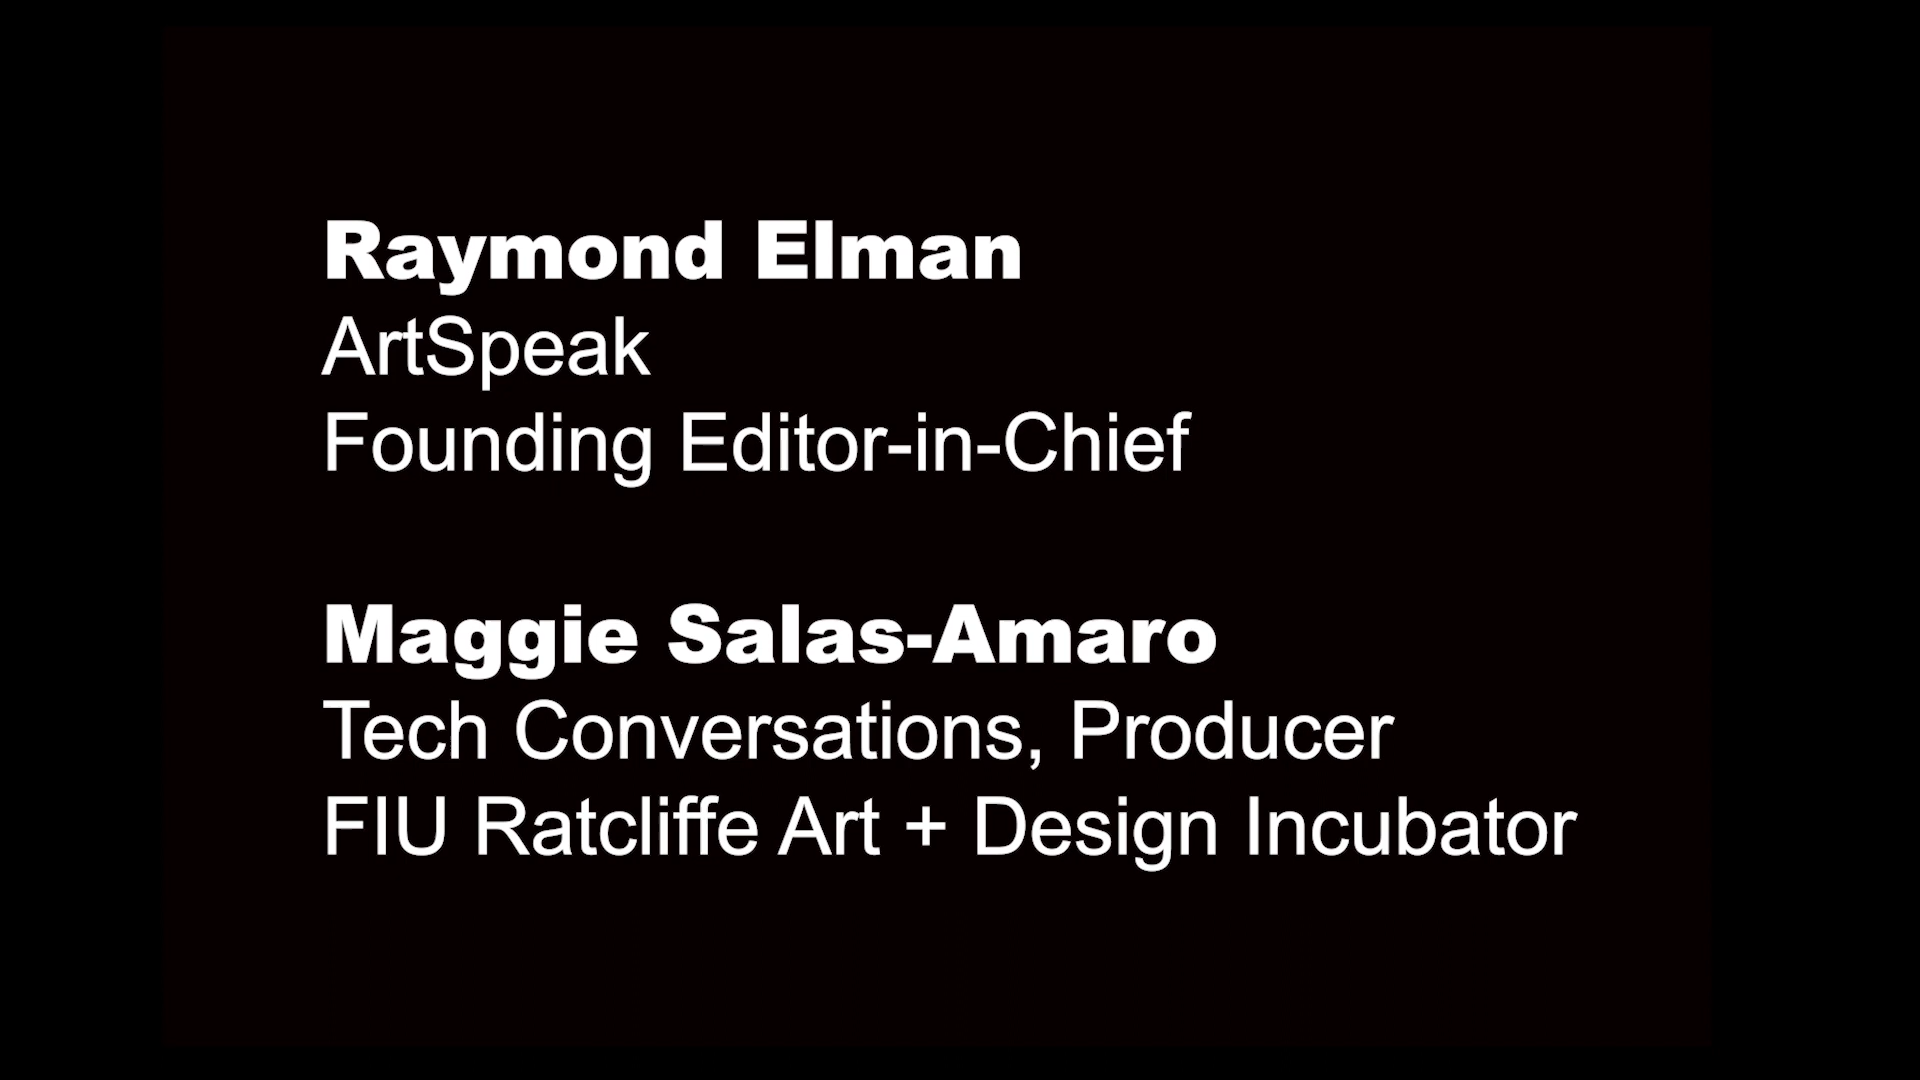 Raymond Elman
ArtSpeak
Founding Editor-in-Chief
Maggie Salas-Amaro
Tech Conversations, Producer
FIU Ratcliffe Art + Design Incubator